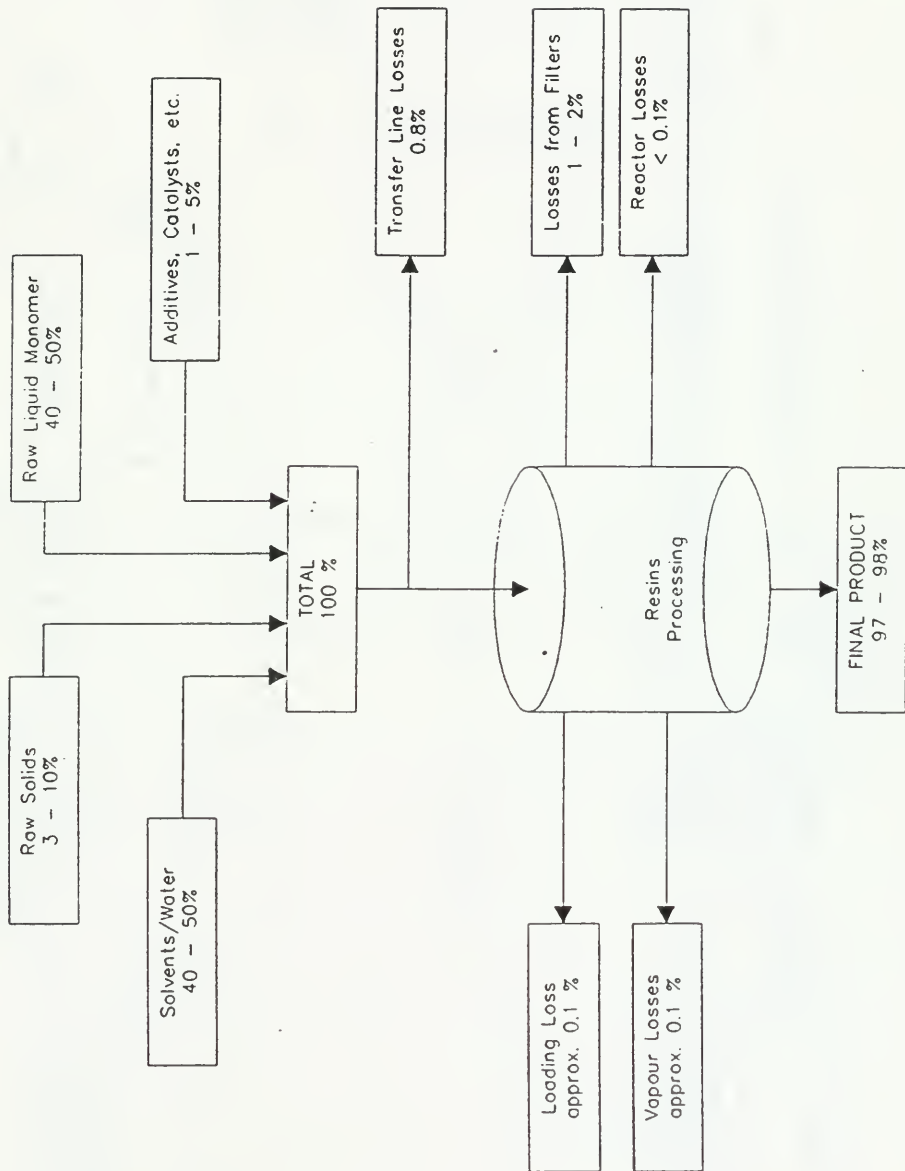 Raw Solids
3 - 10%
Raw Liquid Monomer
40 - 50%
Solvents/Water
40 - 50%
Additives, Catalysts, etc.
1 - 5%
TOTAL
100 %
Transfer Line Losses
0.8%
Resins
Processing
Loading Loss
approx. 0.1 %
Vapour Losses
approx. 0.1 %
Losses from Filters
1 - 2%
Reactor Losses
< 0.1%
FINAL PRODUCT
97 - 98%